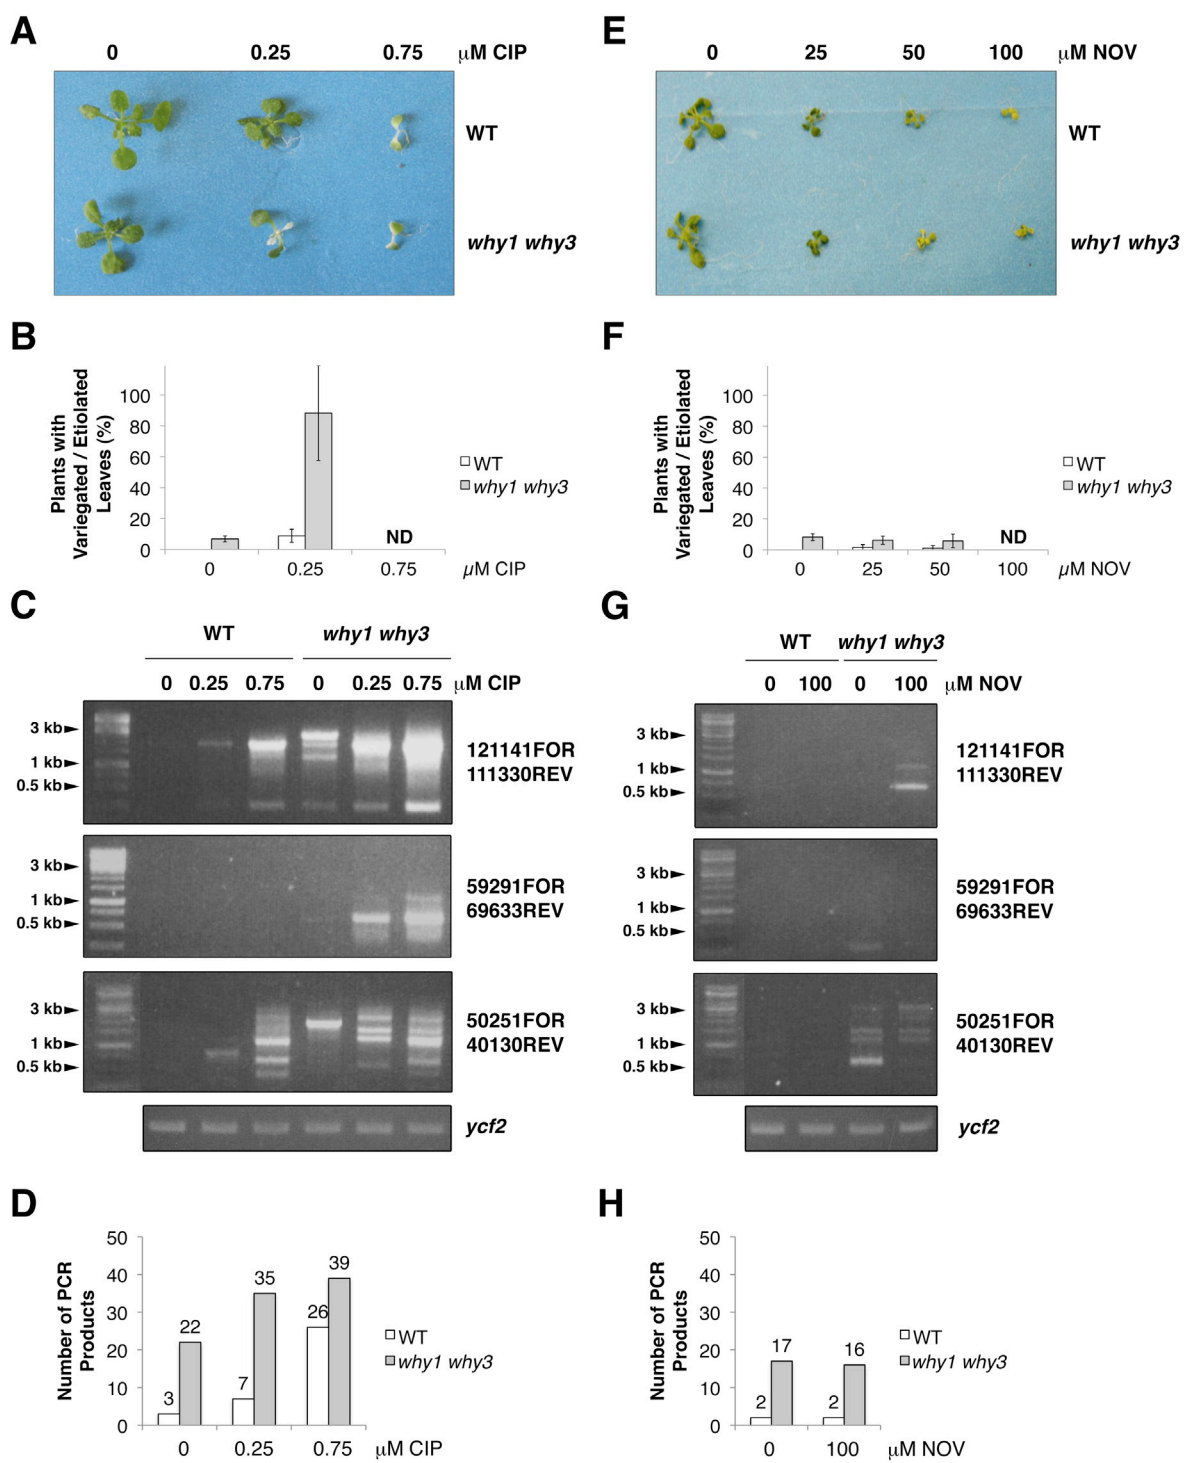 A
0 0.25 0.75 μM CIP
WT
why1 why3
B
Plants with
Variegated / Etiolated
Leaves (%)
100
80
60
40
20
0
ND
0 0.25 0.75 μM CIP
WT
why1 why3
C
WT why1 why3
0 0.25 0.75 0 0.25 0.75 μM CIP
3 kb
1 kb
0.5 kb
121141FOR
111330REV
3 kb
1 kb
0.5 kb
59291FOR
69633REV
3 kb
1 kb
0.5 kb
50251FOR
40130REV
ycf2
D
Number of PCR
Products
50
40
30
20
10
0
3 22 7 35 26 39
0 0.25 0.75 μM CIP
WT
why1 why3
E
0 25 50 100 μM NOV
WT
why1 why3
F
Plants with
Variegated / Etiolated
Leaves (%)
100
80
60
40
20
0
ND
0 25 50 100 μM NOV
WT
why1 why3
G
WT why1 why3
0 100 0 100 μM NOV
3 kb
1 kb
0.5 kb
121141FOR
111330REV
3 kb
1 kb
0.5 kb
59291FOR
69633REV
3 kb
1 kb
0.5 kb
50251FOR
40130REV
ycf2
H
Number of PCR
Products
50
40
30
20
10
0
2 17 2 16
0 100 μM NOV
WT
why1 why3